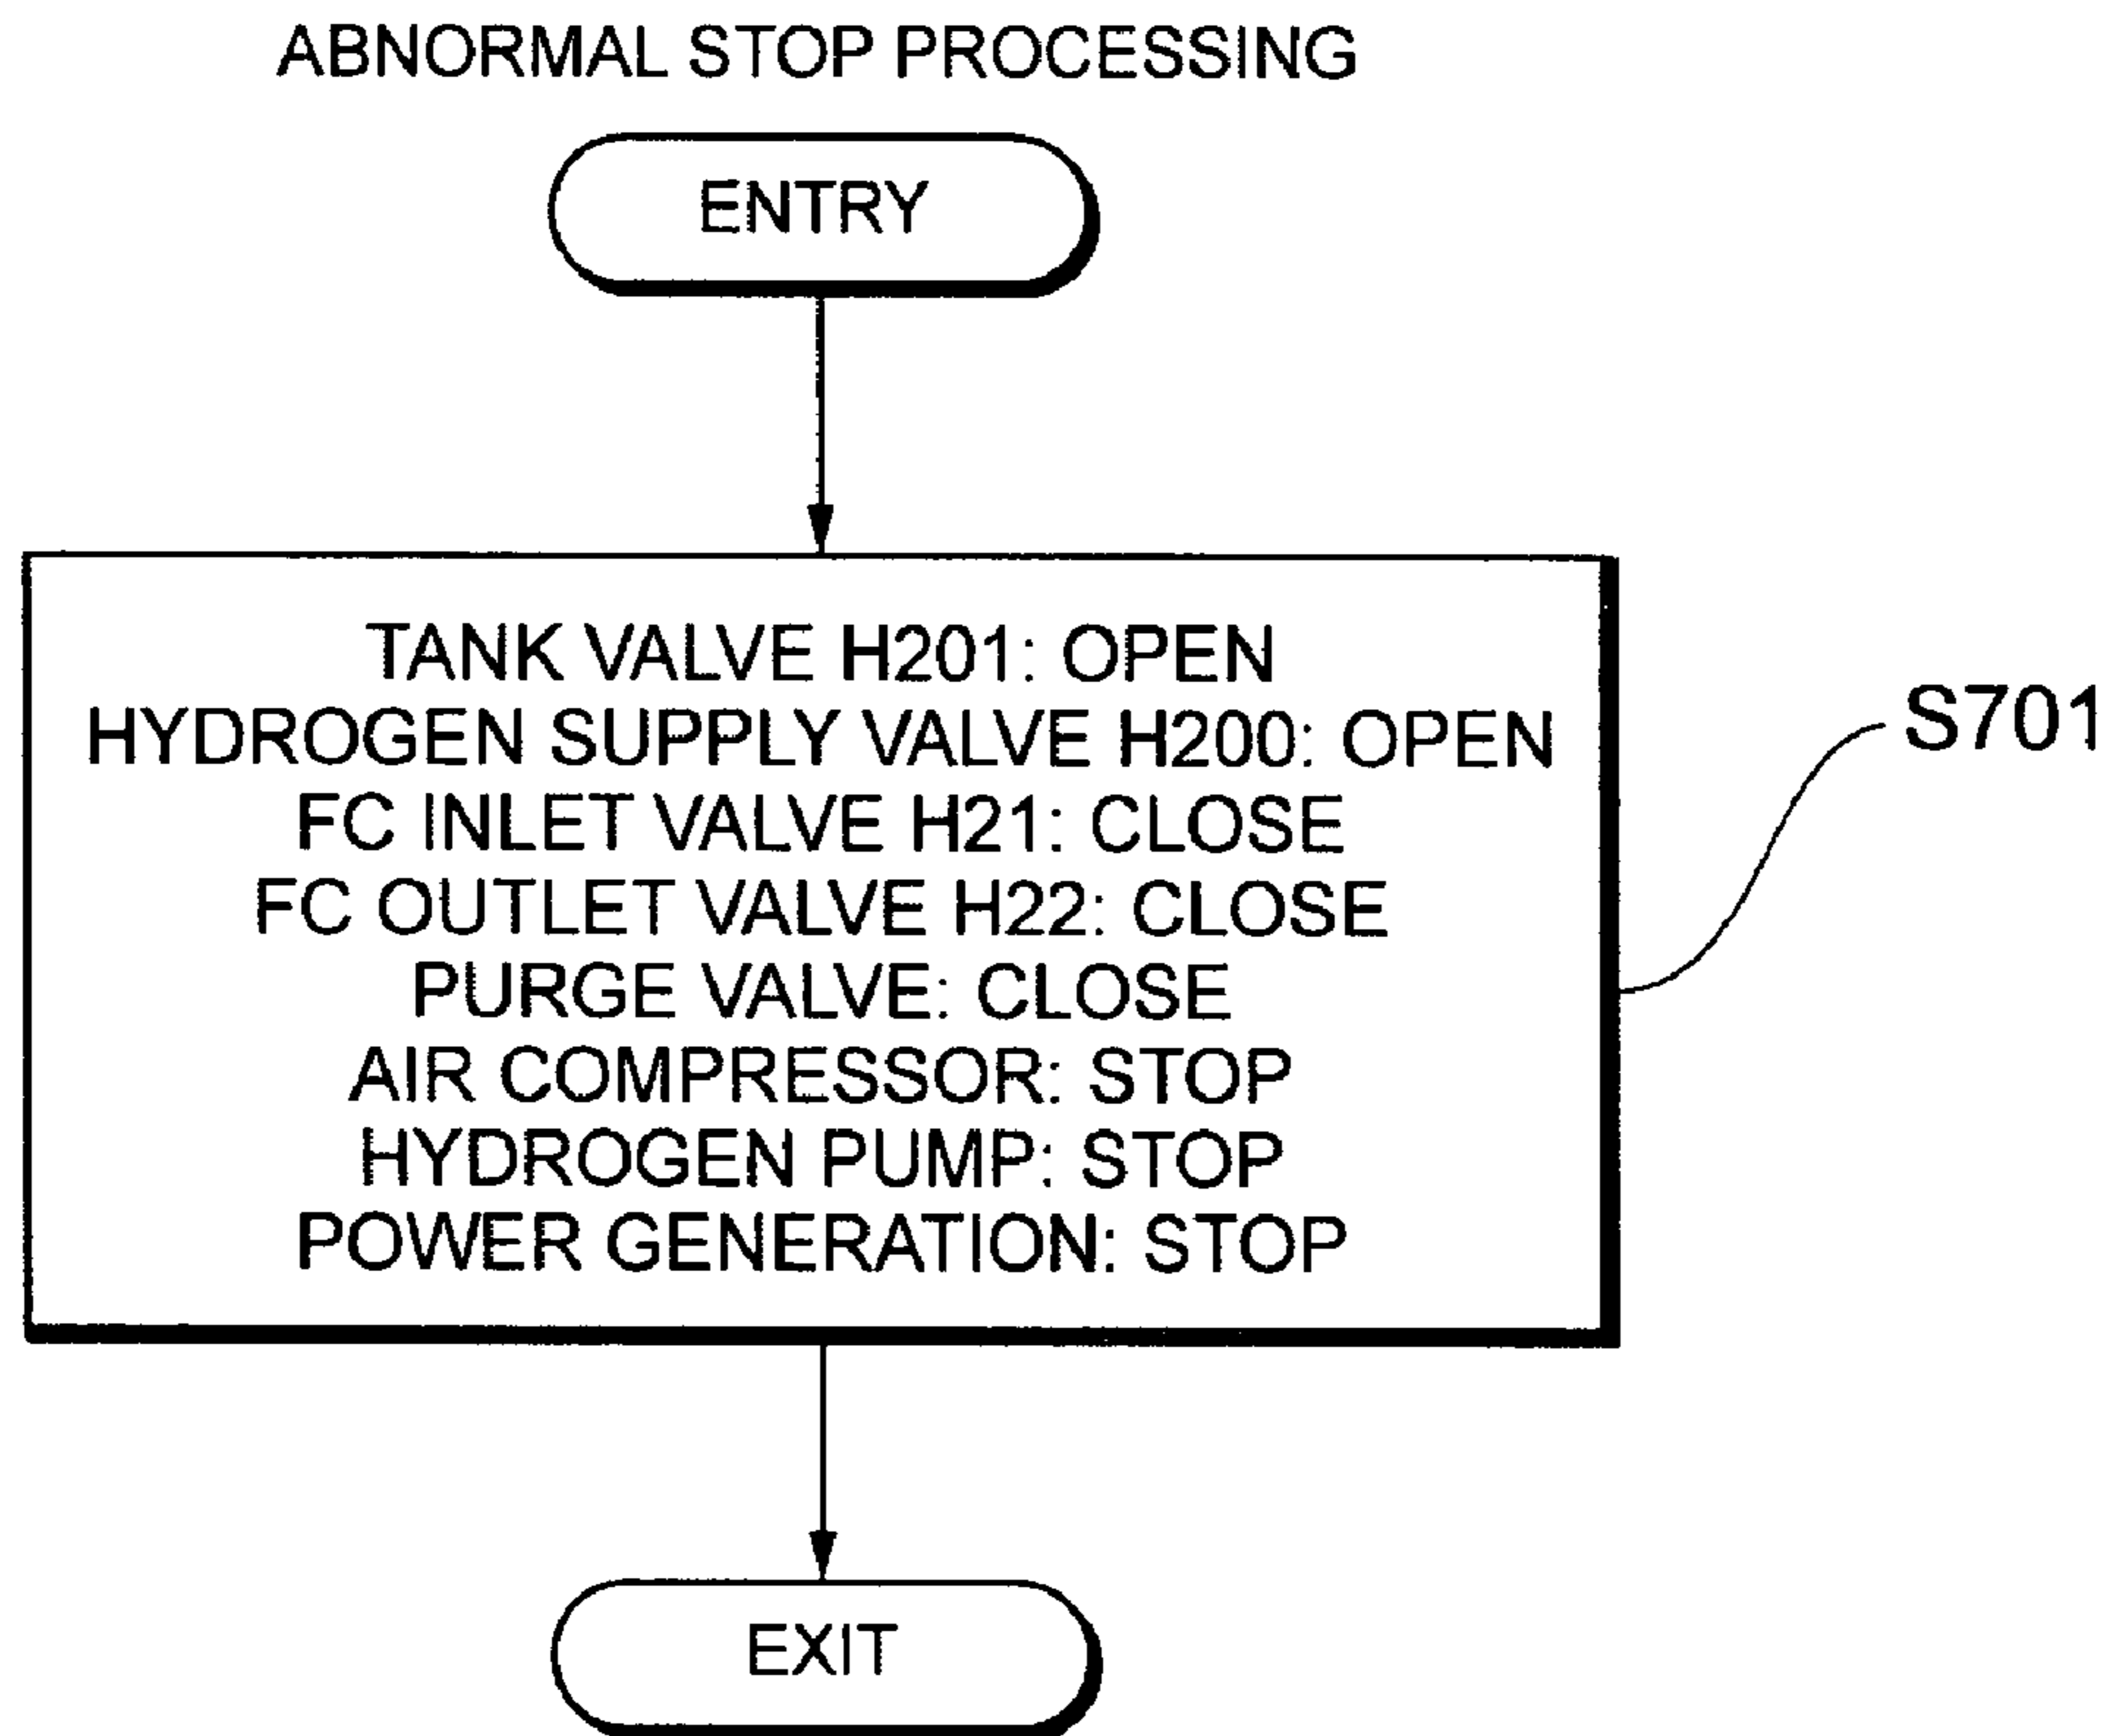 ABNORMAL STOP PROCESSING
ENTRY
TANK VALVE H201: OPEN
HYDROGEN SUPPLY VALVE H200: OPEN
FC INLET VALVE H21: CLOSE
FC OUTLET VALVE H22: CLOSE
PURGE VALVE: CLOSE
AIR COMPRESSOR: STOP
HYDROGEN PUMP: STOP
POWER GENERATION: STOP
S701
EXIT